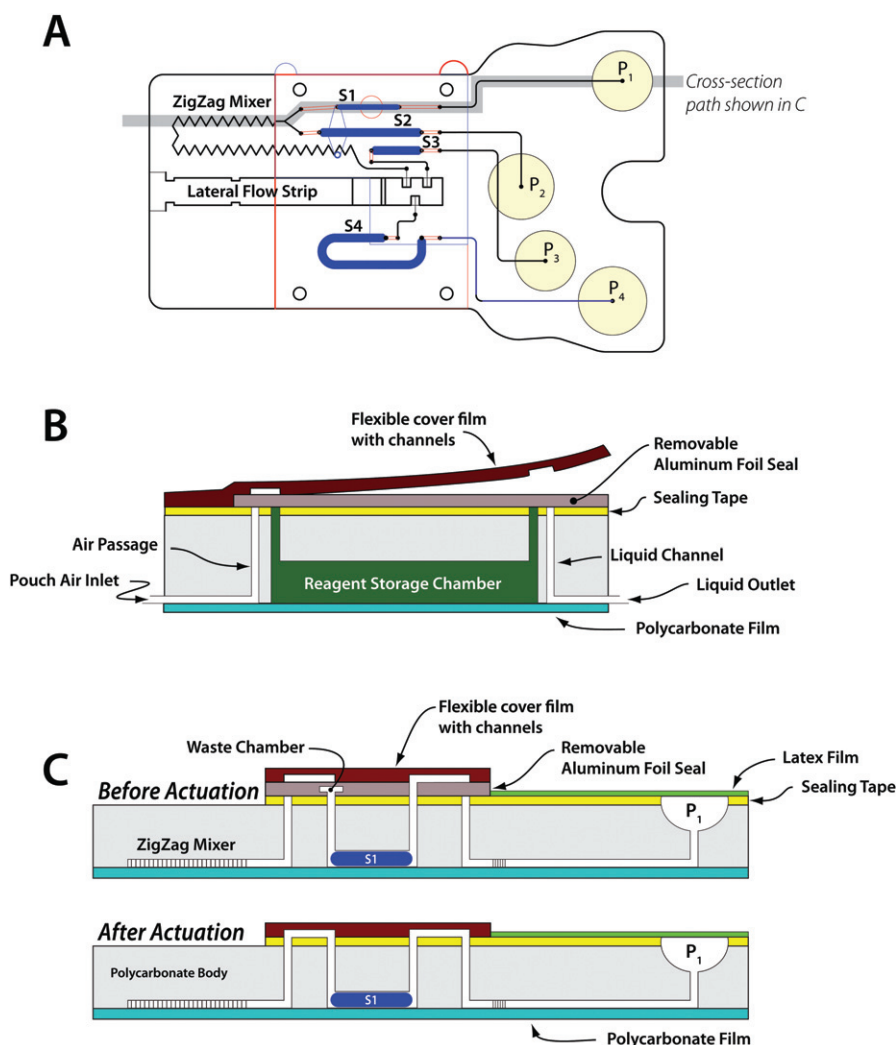 A
P1
Cross-section
path shown in C
ZigZag Mixer
S1
S2
S3
P2
Lateral Flow Strip
S4
P3
P4
B
Flexible cover film
with channels
Removable
Aluminum Foil Seal
Sealing Tape
Air Passage
Liquid Channel
Pouch Air Inlet
Reagent Storage Chamber
Liquid Outlet
Polycarbonate Film
C
Flexible cover film
with channels
Waste Chamber
Removable
Aluminum Foil Seal
Latex Film
Before Actuation
Sealing Tape
P1
ZigZag Mixer
S1
After Actuation
P1
Polycarbonate Body
S1
Polycarbonate Film